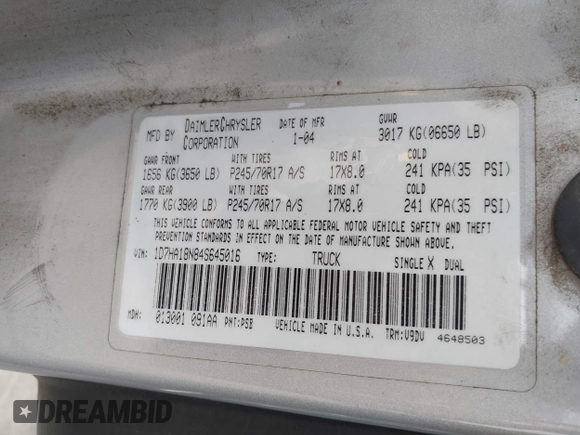 MFD BY DAIMLERCHRYSLER CORPORATION DATE OF MFR 1-04 GVWR 3017 KG(06650 LB)
GAWR FRONT WITH TIRES RIMS AT COLD
1656 KG(3650 LB) P245/70R17 A/S 17X8.0 241 KPA(35 PSI)
GAWR REAR WITH TIRES RIMS AT COLD
1770 KG(3900 LB) P245/70R17 A/S 17X8.0 241 KPA(35 PSI)
THIS VEHICLE CONFORMS TO ALL APPLICABLE FEDERAL MOTOR VEHICLE SAFETY AND THEFT
PREVENTION STANDARDS IN EFFECT ON THE DATE OF MANUFACTURE SHOWN ABOVE.
VIN: 1D7HA18N84S645016 TYPE: TRUCK SINGLE X DUAL
MDH: 013001 091AA PNT:PSB VEHICLE MADE IN U.S.A. TRM:V9DV
4648503
DREAMBID